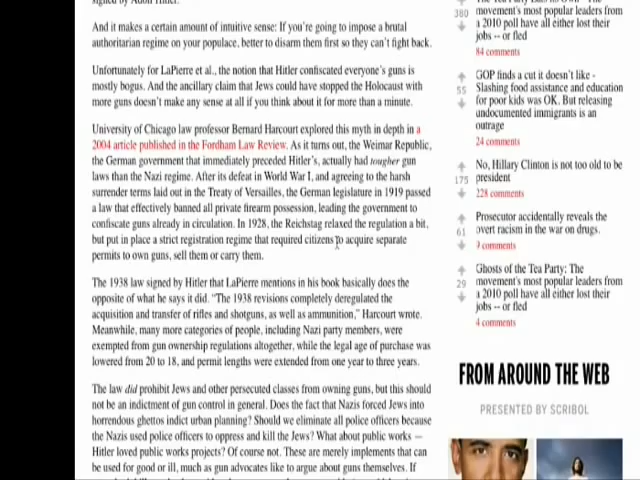 signed by Adolf Hitler.
And it makes a certain amount of intuitive sense: If you're going to impose a brutal
authoritarian regime on your populace, better to disarm them first so they can't fight back.
Unfortunately for LaPierre et al., the notion that Hitler confiscated everyone's guns is
mostly bogus. And the ancillary claim that Jews could have stopped the Holocaust with
more guns doesn't make any sense at all if you think about it for more than a minute.
University of Chicago law professor Bernard Harcourt explored this myth in depth in a
2004 article published in the Fordham Law Review. As it turns out, the Weimar Republic,
the German government that immediately preceded Hitler's, actually had tougher gun
laws than the Nazi regime. After its defeat in World War I, and agreeing to the harsh
surrender terms laid out in the Treaty of Versailles, the German legislature in 1919 passed
a law that effectively banned all private firearm possession, leading the government to
confiscate guns already in circulation. In 1928, the Reichstag relaxed the regulation a bit,
but put in place a strict registration regime that required citizens to acquire separate
permits to own guns, sell them or carry them.
The 1938 law signed by Hitler that LaPierre mentions in his book basically does the
opposite of what he says it did. "The 1938 revisions completely deregulated the
acquisition and transfer of rifles and shotguns, as well as ammunition," Harcourt wrote.
Meanwhile, many more categories of people, including Nazi party members, were
exempted from gun ownership regulations altogether, while the legal age of purchase was
lowered from 20 to 18, and permit lengths were extended from one year to three years.
The law did prohibit Jews and other persecuted classes from owning guns, but this should
not be an indictment of gun control in general. Does the fact that Nazis forced Jews into
horrendous ghettos indict urban planning? Should we eliminate all police officers because
the Nazis used police officers to oppress and kill the Jews? What about public works —
Hitler loved public works projects? Of course not. These are merely implements that can
be used for good or ill, much as gun advocates like to argue about guns themselves. If
380
movement's most popular leaders from
a 2010 poll have all either lost their
jobs -- or fled
84 comments
55
GOP finds a cut it doesn't like -
Slashing food assistance and education
for poor kids was OK. But releasing
undocumented immigrants is an
outrage
24 comments
175
No, Hillary Clinton is not too old to be
president
228 comments
61
Prosecutor accidentally reveals the
overt racism in the war on drugs.
9 comments
29
Ghosts of the Tea Party: The
movement's most popular leaders from
a 2010 poll have all either lost their
jobs -- or fled
4 comments
FROM AROUND THE WEB
PRESENTED BY SCRIBOL